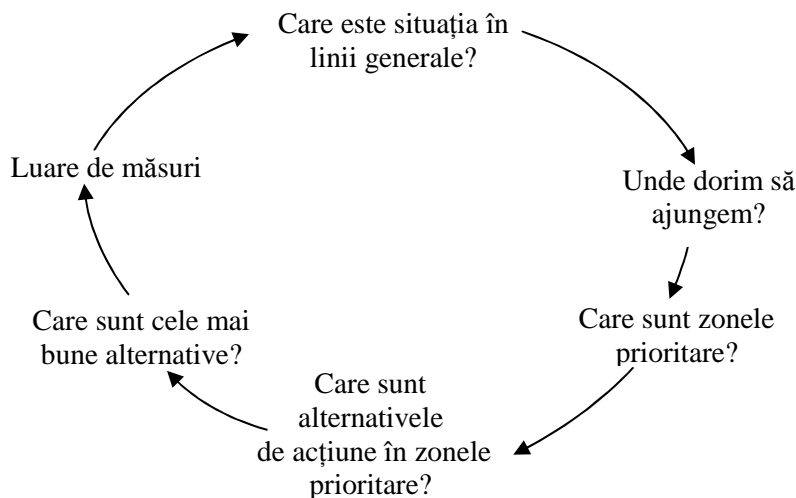 Care este situația în
linii generale?
Unde dorim să
ajungem?
Care sunt zonele
prioritare?
Care sunt
alternativele
de acțiune în zonele
prioritare?
Care sunt cele mai
bune alternative?
Luare de măsuri